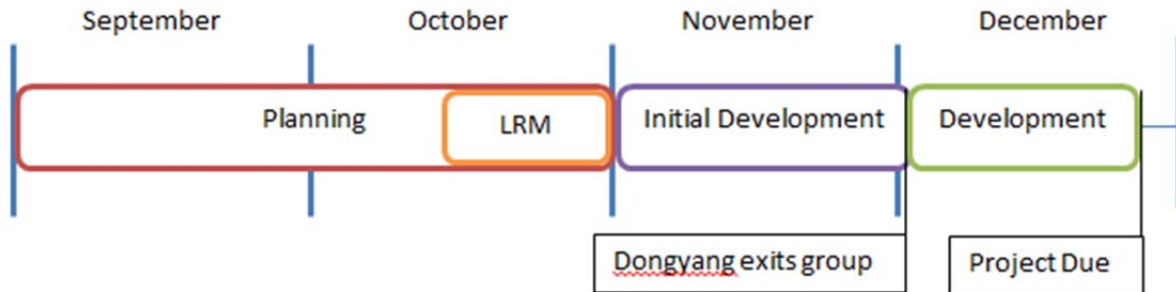 September October November December
Planning LRM Initial Development Development
Dongyang exits group Project Due